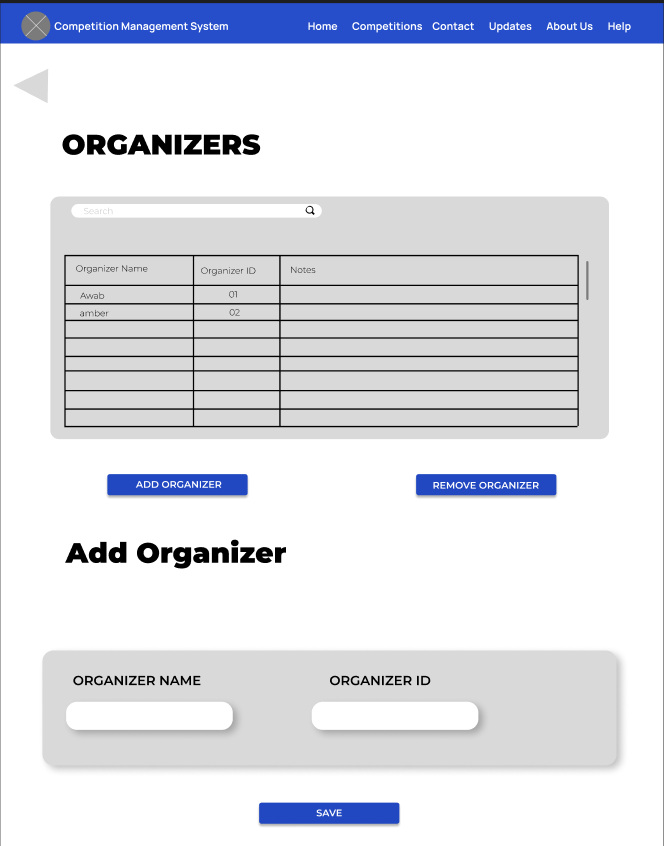 Competition Management System Home Competitions Contact Updates About Us Help
ORGANIZERS
Search
Organizer Name Organizer ID Notes
Awab 01
amber 02
ADD ORGANIZER REMOVE ORGANIZER
Add Organizer
ORGANIZER NAME ORGANIZER ID
SAVE